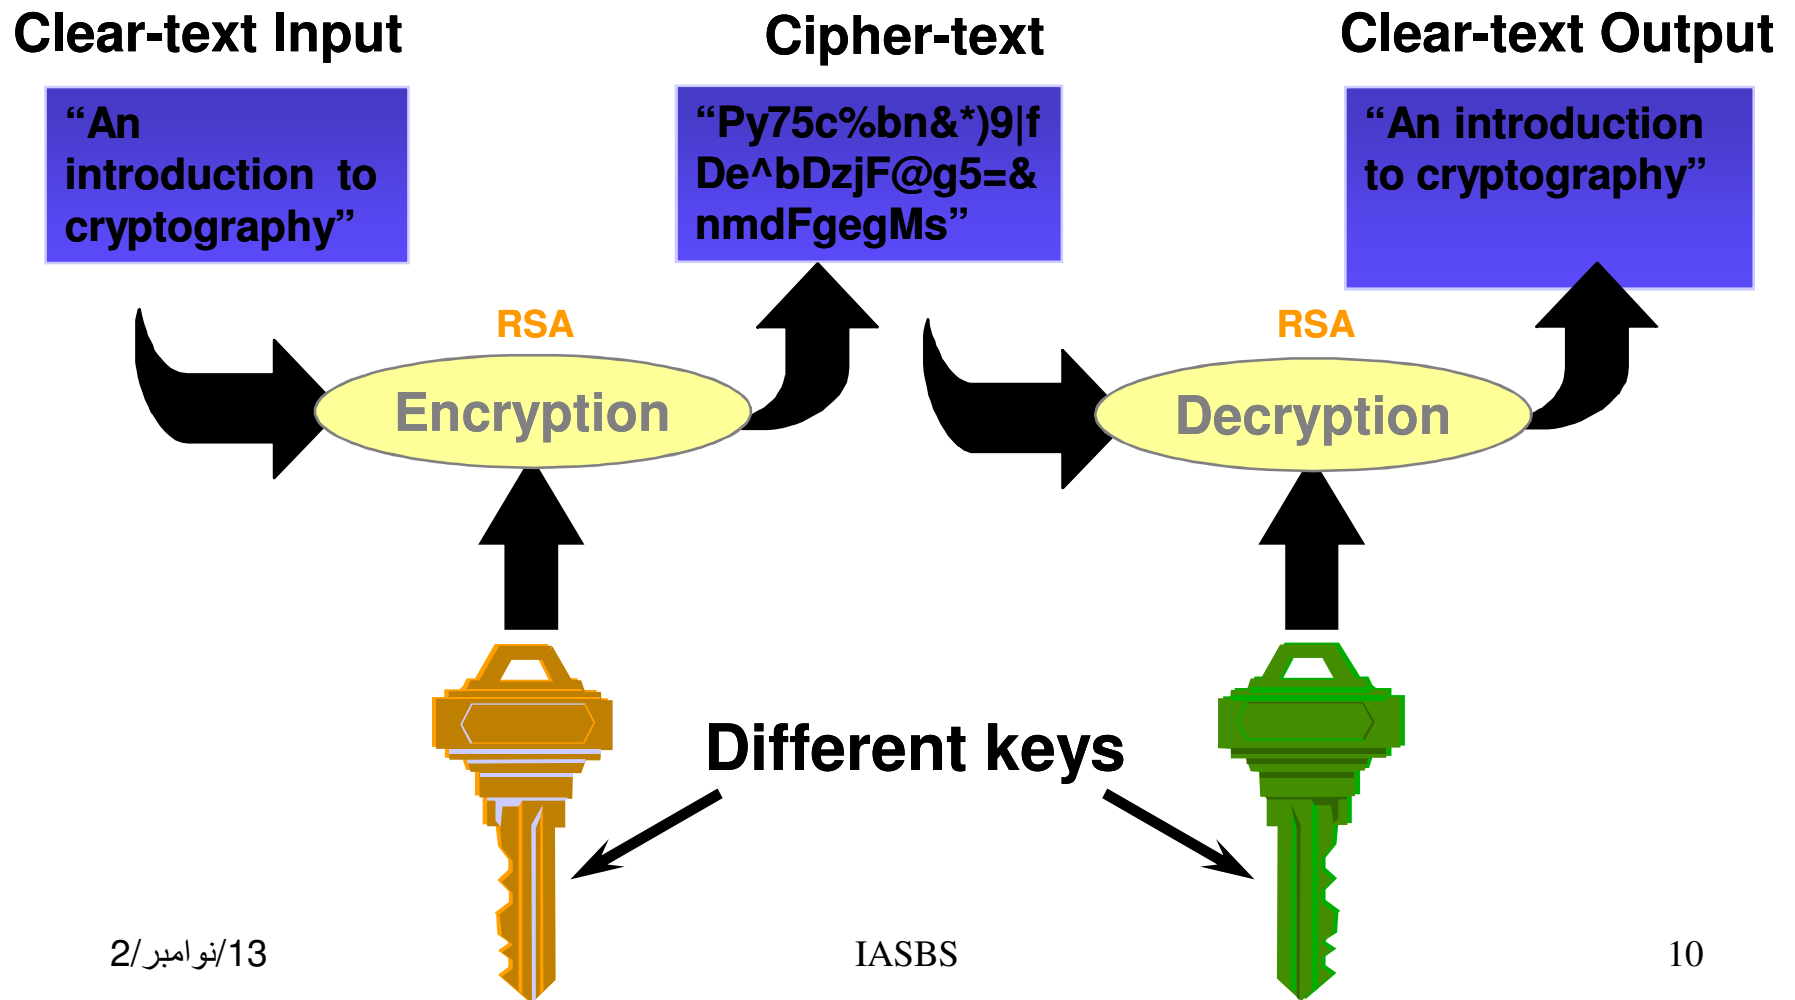 Clear-text Input
Cipher-text
Clear-text Output
“An
introduction to
cryptography”
“Py75c%bn&*)9|f
De^bDzjF@g5=&
nmdFgegMs”
“An introduction
to cryptography”
RSA
Encryption
RSA
Decryption
Different keys
2/نوامبر/13
IASBS
10